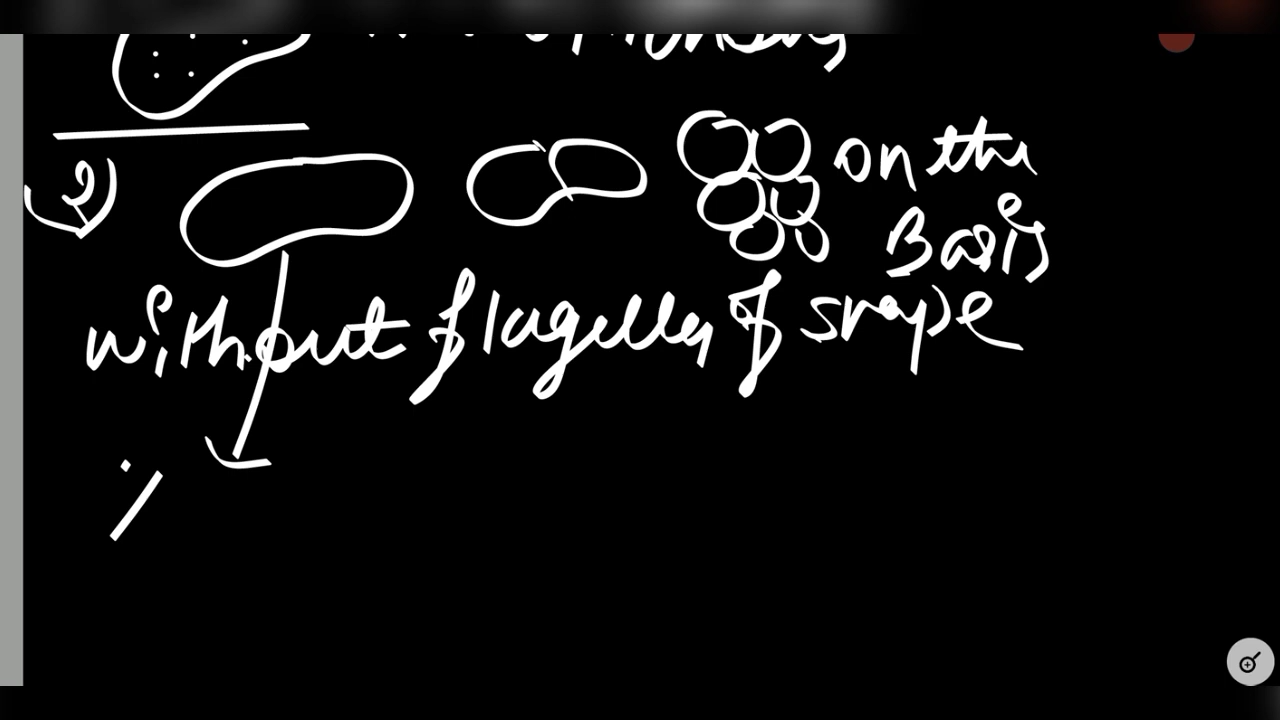 2
on the
Basis
without flagella of shape